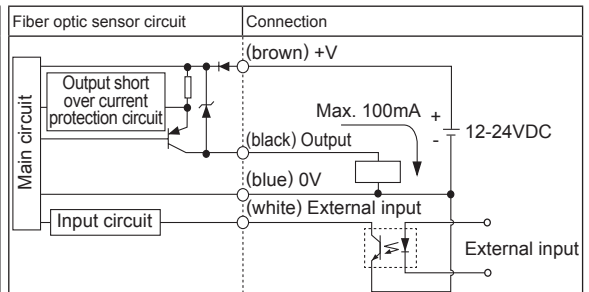 Fiber optic sensor circuit
Connection
(brown) +V
Output short
over current
protection circuit
Main circuit
Max. 100mA
+
-
12-24VDC
(black) Output
(blue) 0V
(white) External input
Input circuit
External input